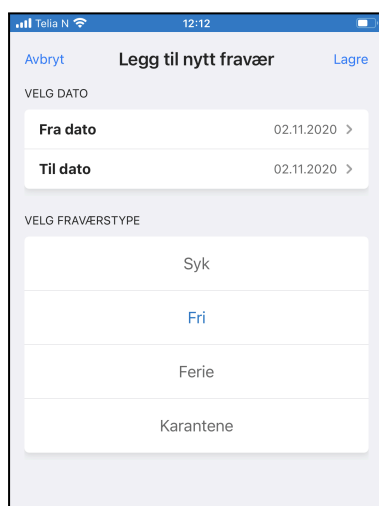 Telia N 12:12
Avbryt Legg til nytt fravær Lagre
VELG DATO
Fra dato 02.11.2020
Til dato 02.11.2020
VELG FRAVÆRSTYPE
Syk
Fri
Ferie
Karantene